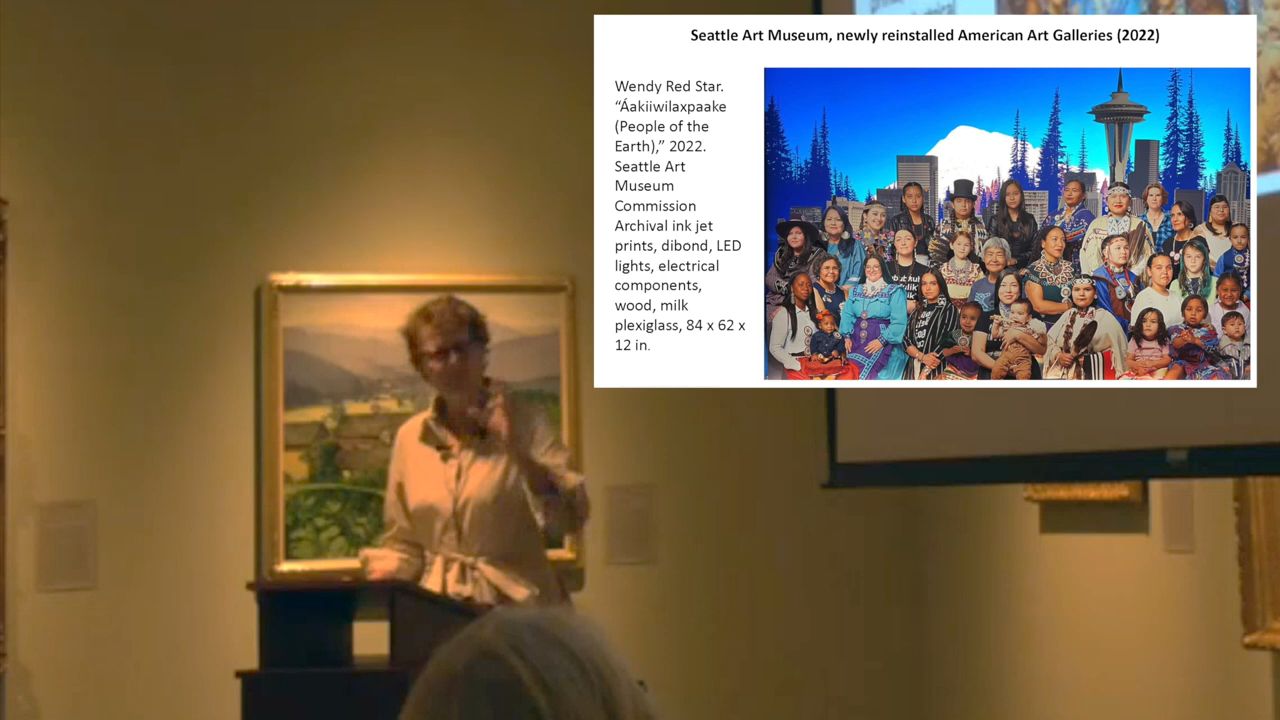 Seattle Art Museum, newly reinstalled American Art Galleries (2022)
Wendy Red Star.
“Áakiiwilaxpaake
(People of the
Earth),” 2022.
Seattle Art
Museum
Commission
Archival ink jet
prints, dibond, LED
lights, electrical
components,
wood, milk
plexiglass, 84 x 62 x
12 in.